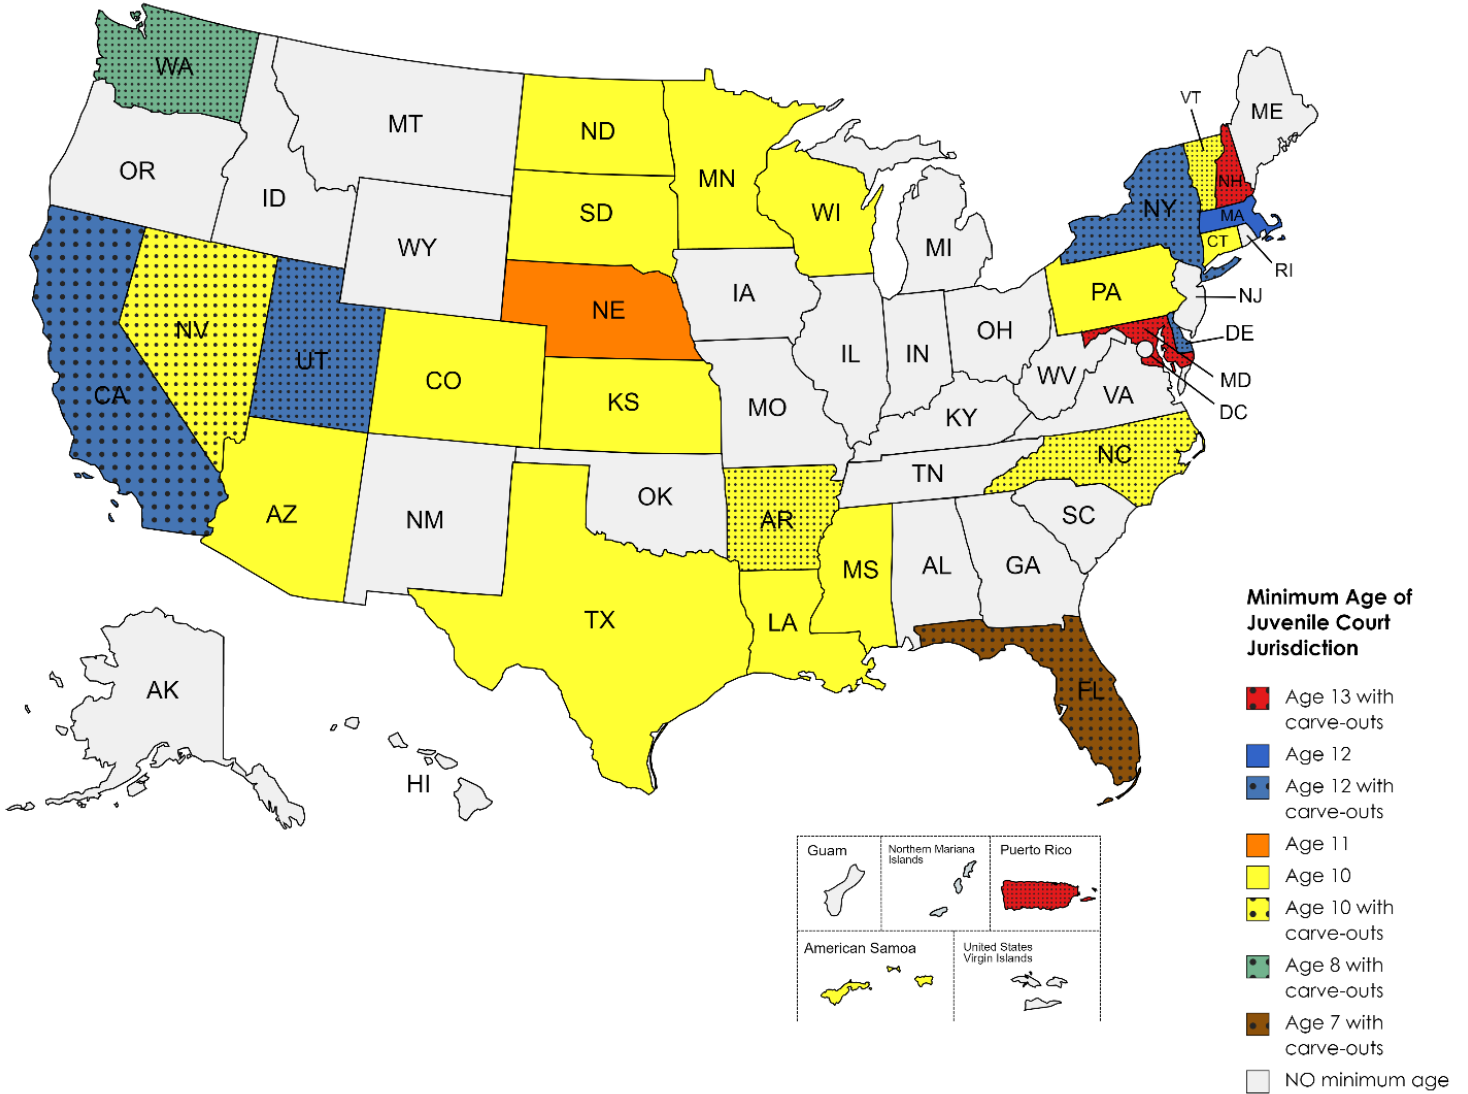 WA
MT
ND
MN
VT
ME
OR
ID
SD
WI
NH
NY
MA
WY
MI
CT
RI
NE
IA
PA
NJ
NV
UT
CO
IL
IN
OH
DE
CA
KS
MO
WV
VA
MD
KY
DC
AZ
NM
OK
TN
NC
AR
SC
TX
LA
MS
AL
GA
AK
HI
FL
Minimum Age of
Juvenile Court
Jurisdiction
Age 13 with
carve-outs
Age 12
Age 12 with
carve-outs
Age 11
Age 10
Age 10 with
carve-outs
Age 8 with
carve-outs
Age 7 with
carve-outs
NO minimum age
Guam
Northern Mariana
Islands
Puerto Rico
American Samoa
United States
Virgin Islands